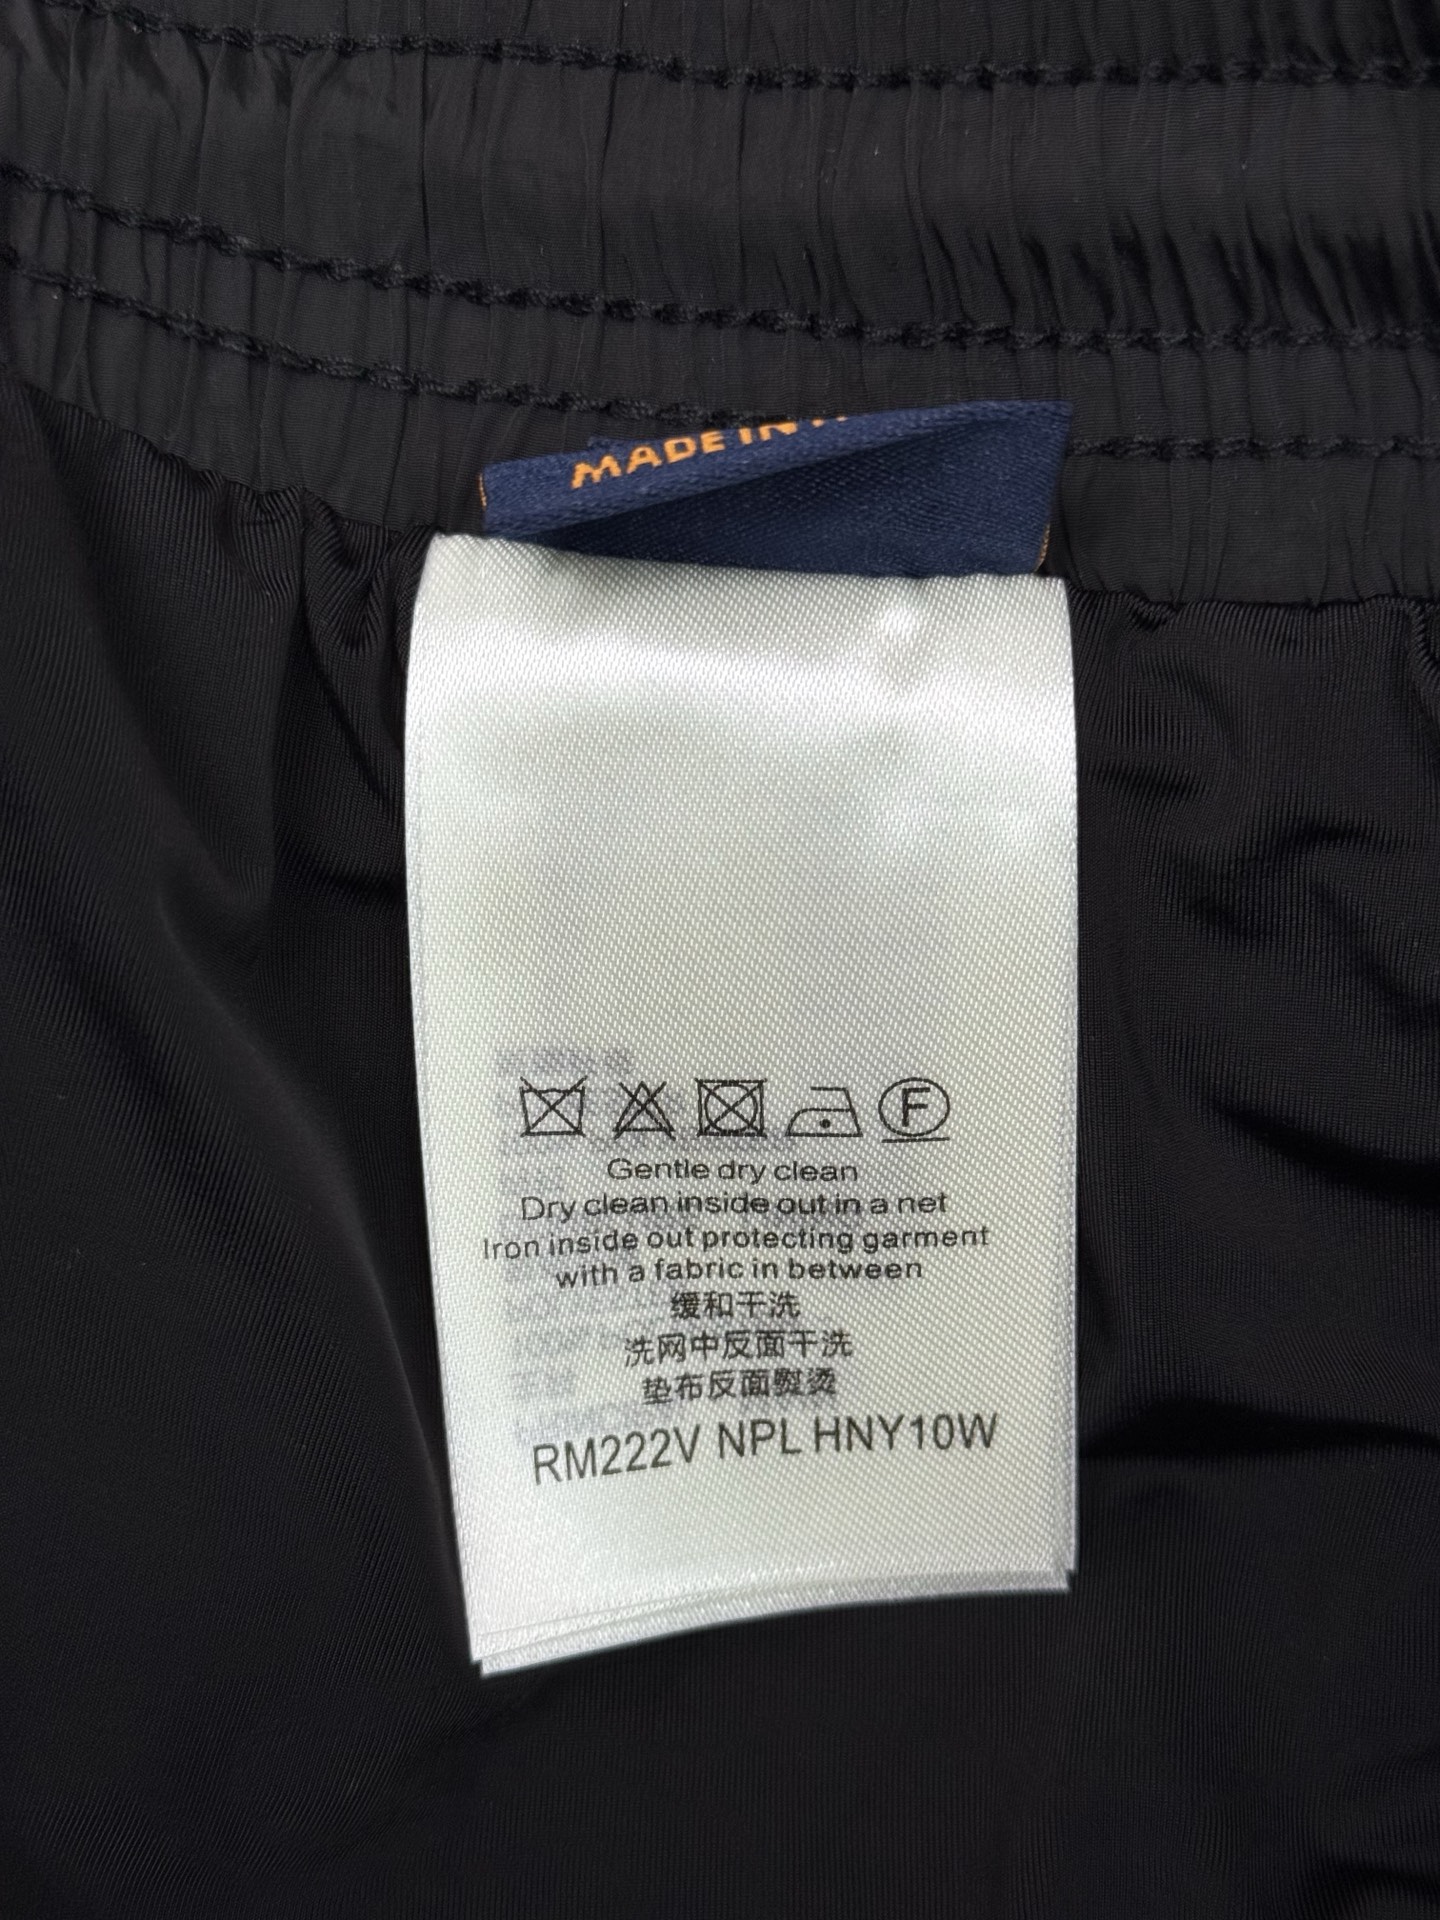 MADE IN
F
Gentle dry clean
Dry clean inside out in a net
Iron inside out protecting garment
with a fabric in between
缓和干洗
洗网中反面干洗
垫布反面熨烫
RM222V NPL HNY10W